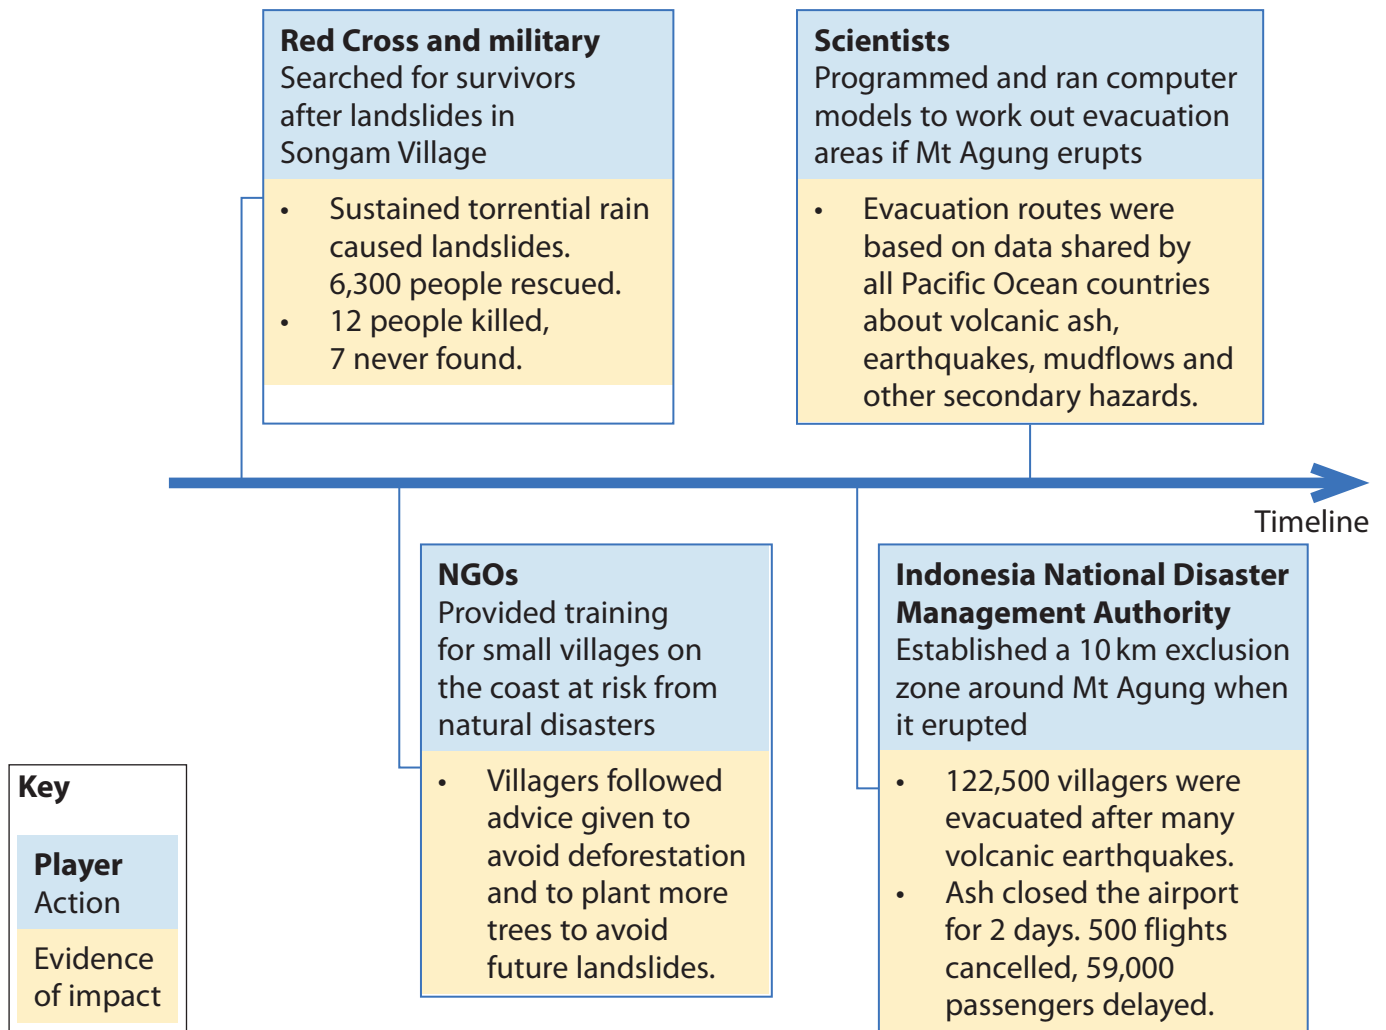 Red Cross and military
Searched for survivors
after landslides in
Songam Village
• Sustained torrential rain
caused landslides.
6,300 people rescued.
• 12 people killed,
7 never found.
Scientists
Programmed and ran computer
models to work out evacuation
areas if Mt Agung erupts
• Evacuation routes were
based on data shared by
all Pacific Ocean countries
about volcanic ash,
earthquakes, mudflows and
other secondary hazards.
Timeline
NGOs
Provided training
for small villages on
the coast at risk from
natural disasters
• Villagers followed
advice given to
avoid deforestation
and to plant more
trees to avoid
future landslides.
Indonesia National Disaster
Management Authority
Established a 10 km exclusion
zone around Mt Agung when
it erupted
• 122,500 villagers were
evacuated after many
volcanic earthquakes.
• Ash closed the airport
for 2 days. 500 flights
cancelled, 59,000
passengers delayed.
Key
Player
Action
Evidence
of impact